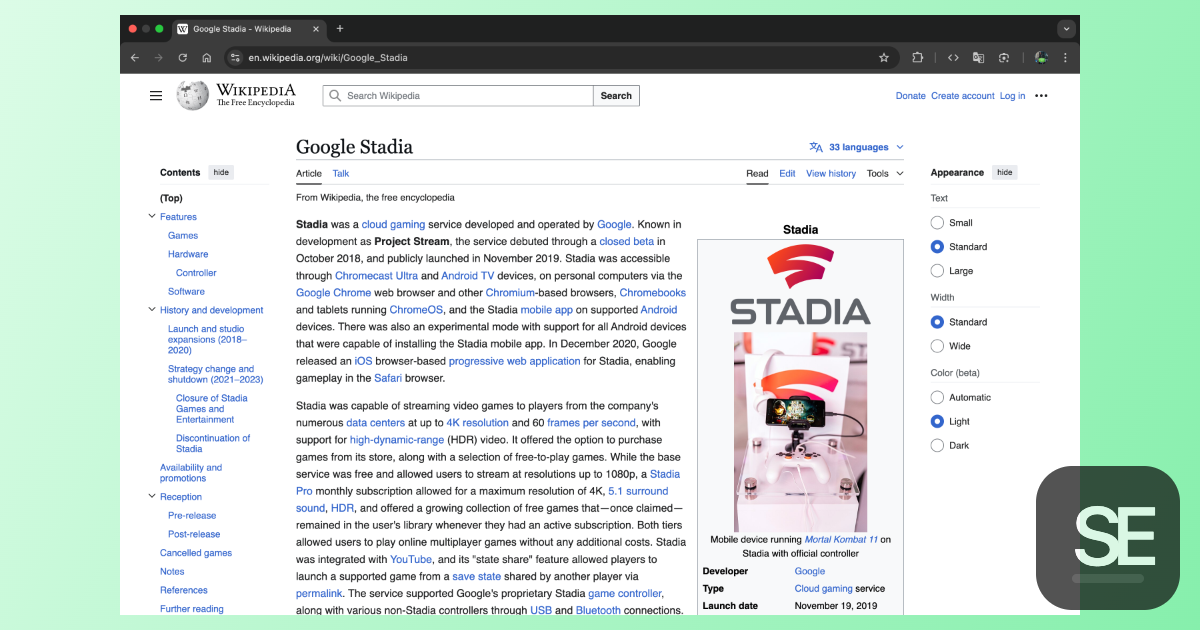 Google Stadia - Wikipedia
en.wikipedia.org/wiki/Google_Stadia
WIKIPEDIA
The Free Encyclopedia
Search Wikipedia
Search
Donate Create account Log in
Google Stadia
33 languages
Article Talk
Read Edit View history Tools
From Wikipedia, the free encyclopedia
Contents hide
(Top)
Features
Games
Hardware
Controller
Software
History and development
Launch and studio
expansions (2018–
2020)
Strategy change and
shutdown (2021–2023)
Closure of Stadia
Games and
Entertainment
Discontinuation of
Stadia
Availability and
promotions
Reception
Pre-release
Post-release
Cancelled games
Notes
References
Further reading
Stadia was a cloud gaming service developed and operated by Google. Known in
development as Project Stream, the service debuted through a closed beta in
October 2018, and publicly launched in November 2019. Stadia was accessible
through Chromecast Ultra and Android TV devices, on personal computers via the
Google Chrome web browser and other Chromium-based browsers, Chromebooks
and tablets running ChromeOS, and the Stadia mobile app on supported Android
devices. There was also an experimental mode with support for all Android devices
that were capable of installing the Stadia mobile app. In December 2020, Google
released an iOS browser-based progressive web application for Stadia, enabling
gameplay in the Safari browser.
Stadia was capable of streaming video games to players from the company's
numerous data centers at up to 4K resolution and 60 frames per second, with
support for high-dynamic-range (HDR) video. It offered the option to purchase
games from its store, along with a selection of free-to-play games. While the base
service was free and allowed users to stream at resolutions up to 1080p, a Stadia
Pro monthly subscription allowed for a maximum resolution of 4K, 5.1 surround
sound, HDR, and offered a growing collection of free games that—once claimed—
remained in the user's library whenever they had an active subscription. Both tiers
allowed users to play online multiplayer games without any additional costs. Stadia
was integrated with YouTube, and its "state share" feature allowed players to
launch a supported game from a save state shared by another player via
permalink. The service supported Google's proprietary Stadia game controller,
along with various non-Stadia controllers through USB and Bluetooth connections.
Stadia
STADIA
Mobile device running Mortal Kombat 11 on
Stadia with official controller
Developer Google
Type Cloud gaming service
Launch date November 19, 2019
Appearance hide
Text
Small
Standard
Large
Width
Standard
Wide
Color (beta)
Automatic
Light
Dark
SE